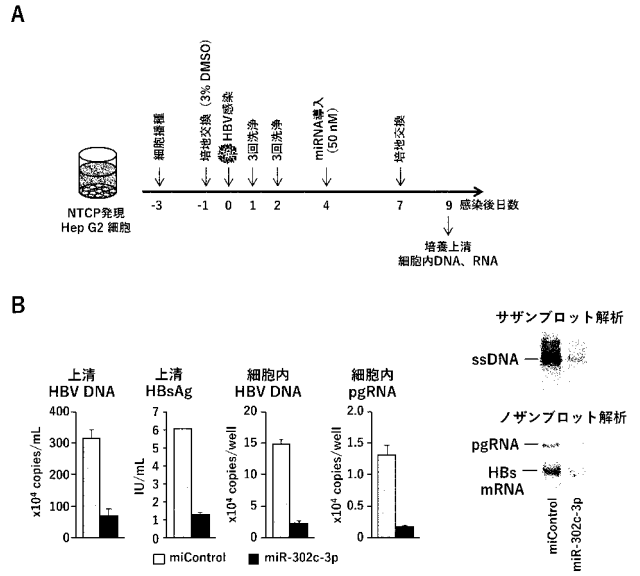 A
細胞播種
培地交換（3% DMSO）
HBV感染
3回洗浄
3回洗浄
miRNA導入
（50 nM）
培地交換
NTCP発現
Hep G2 細胞
-3
-1
0
1
2
4
7
9
感染後日数
培養上清
細胞内DNA、RNA
B
上清
HBV DNA
x10⁴ copies/mL
400
300
200
100
0
上清
HBsAg
IU/mL
6
5
4
3
2
1
0
細胞内
HBV DNA
x10⁴ copies/well
20
15
10
5
0
細胞内
pgRNA
x10⁴ copies/well
2.0
1.5
1.0
0.5
0
miControl
miR-302c-3p
サザンブロット解析
ssDNA
ノザンブロット解析
pgRNA
HBs
mRNA
miControl
miR-302c-3p